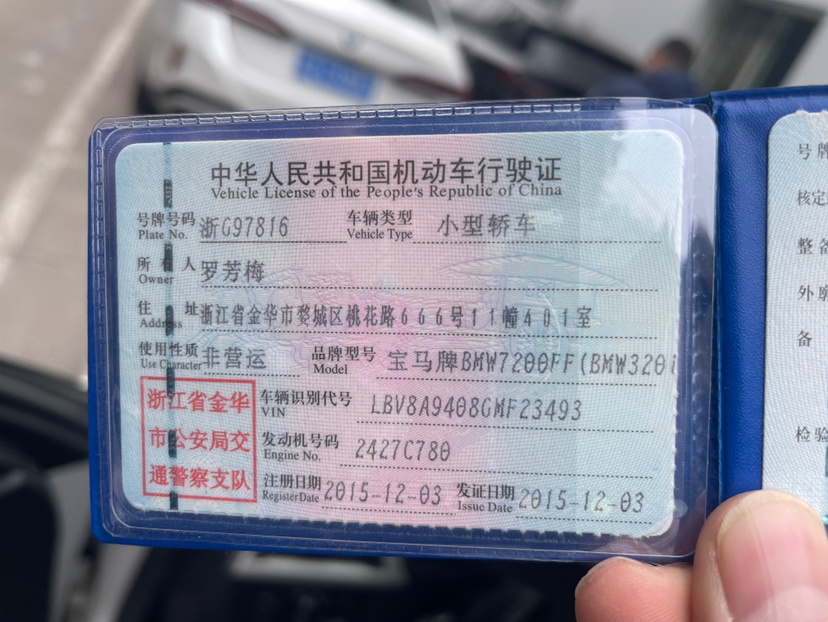 中华人民共和国机动车行驶证
Vehicle License of the People's Republic of China
号牌号码 浙G97816 车辆类型 小型轿车
Plate No. Vehicle Type
所有人 罗芳梅
Owner
住址 浙江省金华市婺城区桃花路666号11幢401室
Address
使用性质 非营运 品牌型号 宝马牌BMW7200FF(BMW320i
Use Character Model
浙江省金华
市公安局交
通警察支队
车辆识别代号 LBV8A9408GMF23493
VIN
发动机号码 2427C780
Engine No.
注册日期 2015-12-03 发证日期 2015-12-03
Register Date Issue Date
号牌
核定
整备
外廓
备
检验